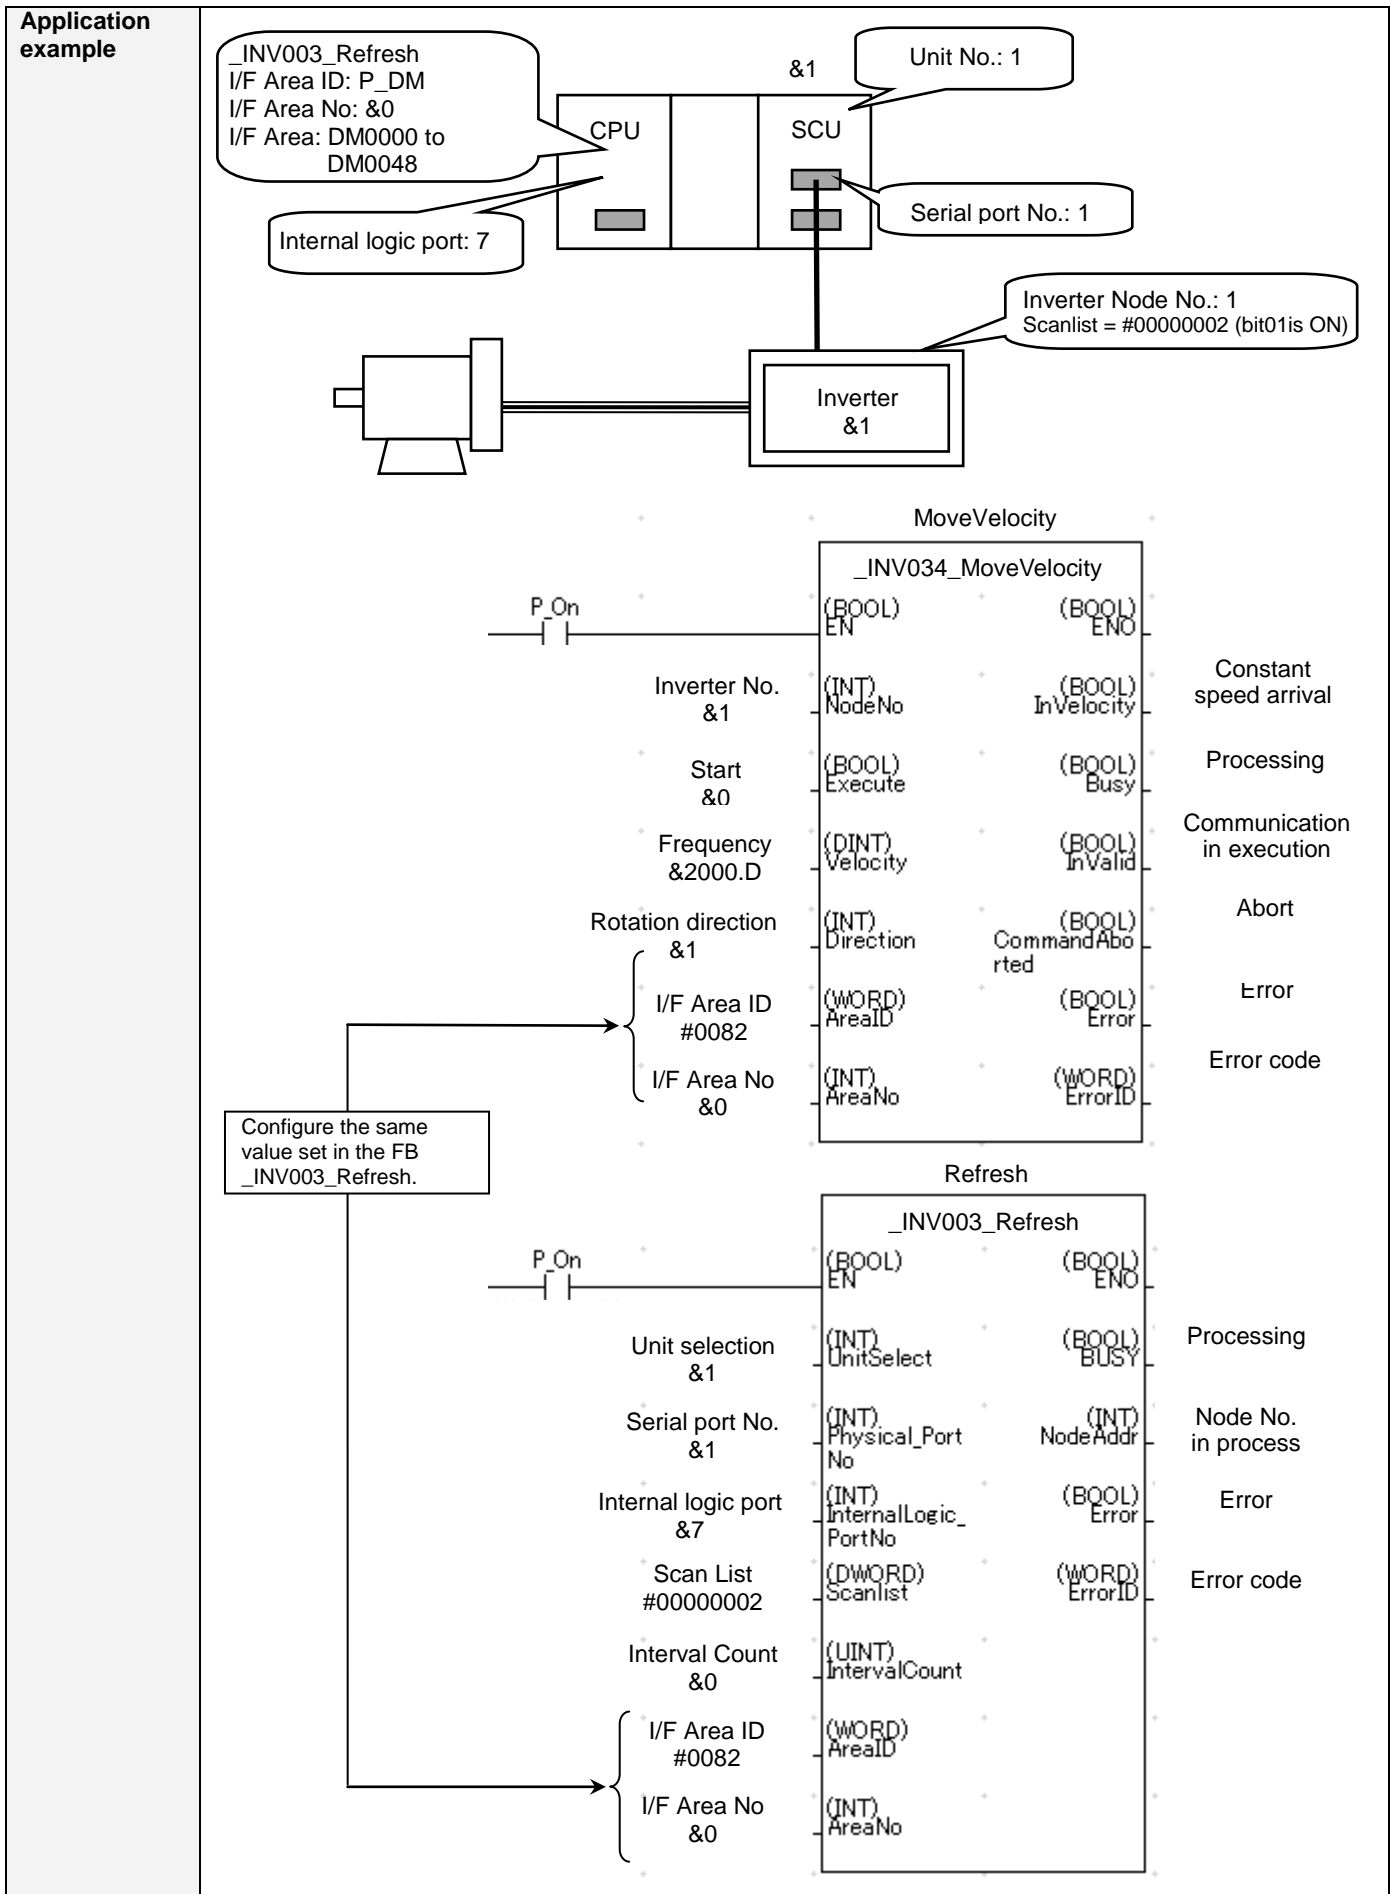 Application
example
_INV003_Refresh
I/F Area ID: P_DM
I/F Area No: &0
I/F Area: DM0000 to
DM0048
&1
Unit No.: 1
CPU
SCU
Internal logic port: 7
Serial port No.: 1
Inverter Node No.: 1
Scanlist = #00000002 (bit01is ON)
Inverter
&1
MoveVelocity
_INV034_MoveVelocity
P_On
(BOOL)
EN
(BOOL)
ENO
Inverter No.
&1
(INT)
NodeNo
(BOOL)
InVelocity
Constant
speed arrival
Start
&0
(BOOL)
Execute
(BOOL)
Busy
Processing
Frequency
&2000.D
(DINT)
Velocity
(BOOL)
InValid
Communication
in execution
Rotation direction
&1
(INT)
Direction
(BOOL)
CommandAbo
rted
Abort
I/F Area ID
#0082
(WORD)
AreaID
(BOOL)
Error
Error
I/F Area No
&0
(INT)
AreaNo
(WORD)
ErrorID
Error code
Configure the same
value set in the FB
_INV003_Refresh.
Refresh
_INV003_Refresh
P_On
(BOOL)
EN
(BOOL)
ENO
Unit selection
&1
(INT)
UnitSelect
(BOOL)
BUSY
Processing
Serial port No.
&1
(INT)
Physical_Port
No
(INT)
NodeAddr
Node No.
in process
Internal logic port
&7
(INT)
InternalLogic_
PortNo
(BOOL)
Error
Error
Scan List
#00000002
(DWORD)
Scanlist
(WORD)
ErrorID
Error code
Interval Count
&0
(UINT)
IntervalCount
I/F Area ID
#0082
(WORD)
AreaID
I/F Area No
&0
(INT)
AreaNo